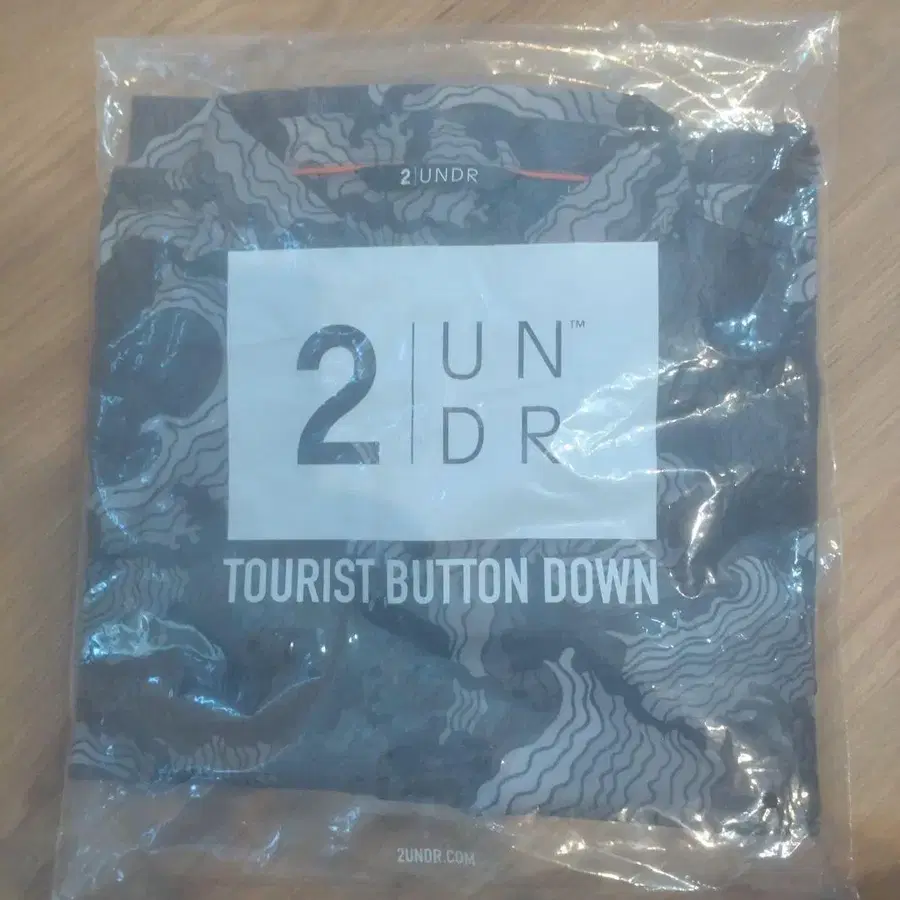 2|UNDR
2|UN™
DR
TOURIST BUTTON DOWN
2UNDR.COM